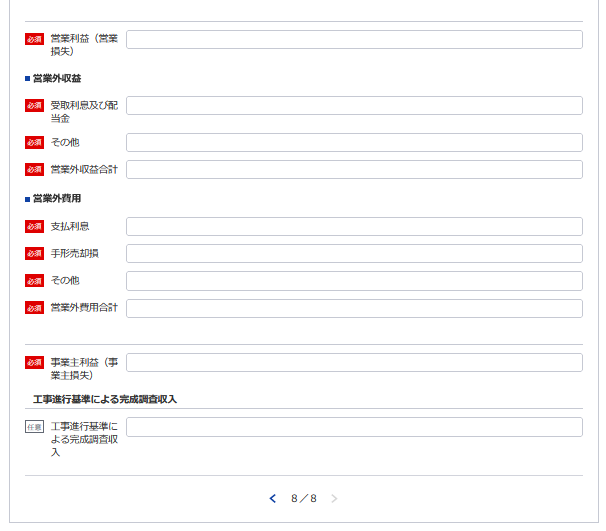 必須 営業利益（営業
損失）
営業外収益
必須 受取利息及び配
当金
必須 その他
必須 営業外収益合計
営業外費用
必須 支払利息
必須 手形売却損
必須 その他
必須 営業外費用合計
必須 事業主利益（事
業主損失）
工事進行基準による完成調査収入
任意 工事進行基準に
よる完成調査収
入
8／8